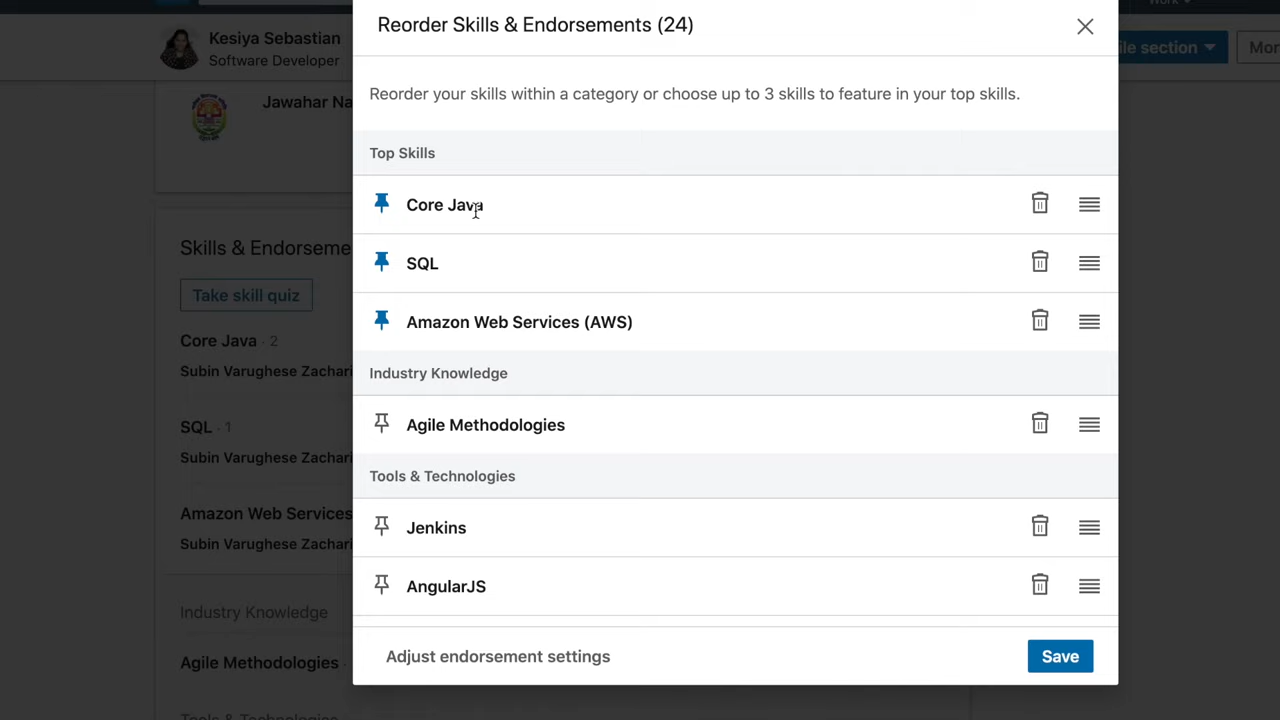 Work
Reorder Skills & Endorsements (24)
Kesiya Sebastian
Software Developer
ile section
Mor
Jawahar Na
Reorder your skills within a category or choose up to 3 skills to feature in your top skills.
Top Skills
Core Java
SQL
Amazon Web Services (AWS)
Industry Knowledge
Agile Methodologies
Tools & Technologies
Jenkins
AngularJS
Adjust endorsement settings
Save
Skills & Endorseme
Take skill quiz
Core Java · 2
Subin Varughese Zachari
SQL · 1
Subin Varughese Zachari
Amazon Web Services
Subin Varughese Zachari
Industry Knowledge
Agile Methodologies
Tools & Technologies